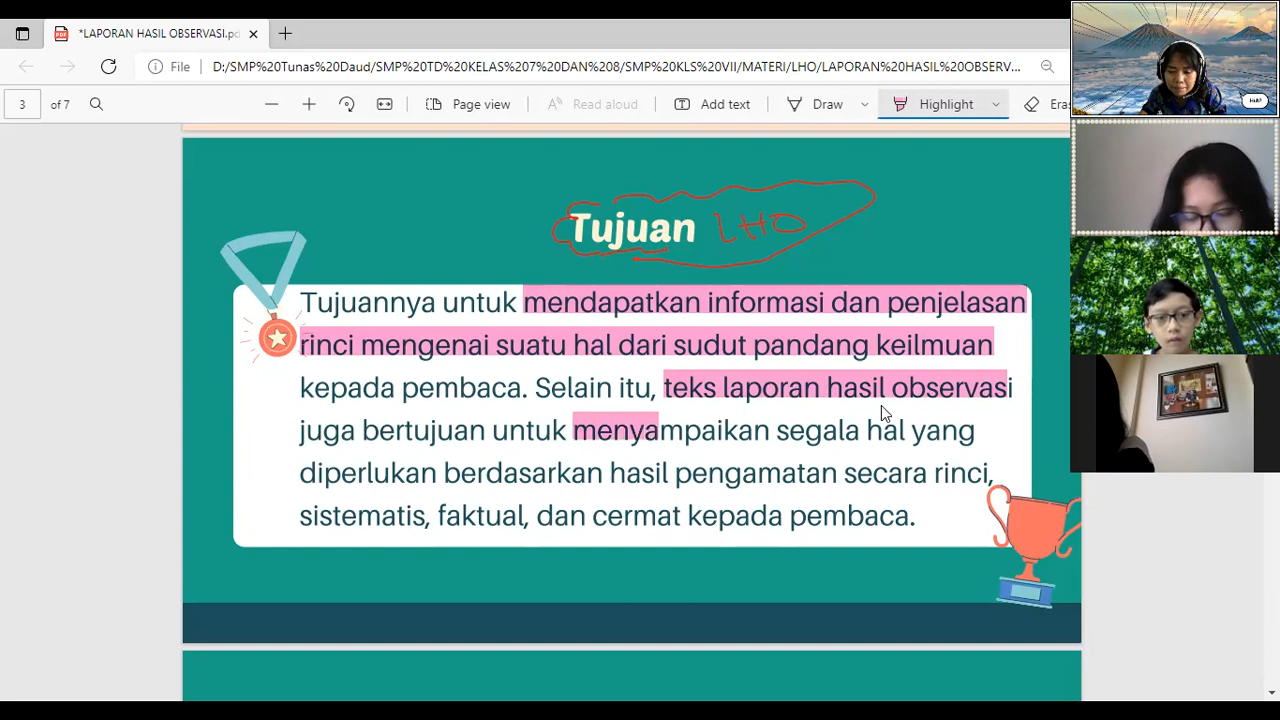 *LAPORAN HASIL OBSERVASI.pd
File D:/SMP%20Tunas%20Daud/SMP%20TD%20KELAS%207%20DAN%208/SMP%20KLS%20VII/MATERI/LHO/LAPORAN%20HASIL%20OBSERV...
3 of 7 Page view Read aloud Add text Draw Highlight Eras
Tujuan LHO
Tujuannya untuk mendapatkan informasi dan penjelasan
rinci mengenai suatu hal dari sudut pandang keilmuan
kepada pembaca. Selain itu, teks laporan hasil observasi
juga bertujuan untuk menyampaikan segala hal yang
diperlukan berdasarkan hasil pengamatan secara rinci,
sistematis, faktual, dan cermat kepada pembaca.